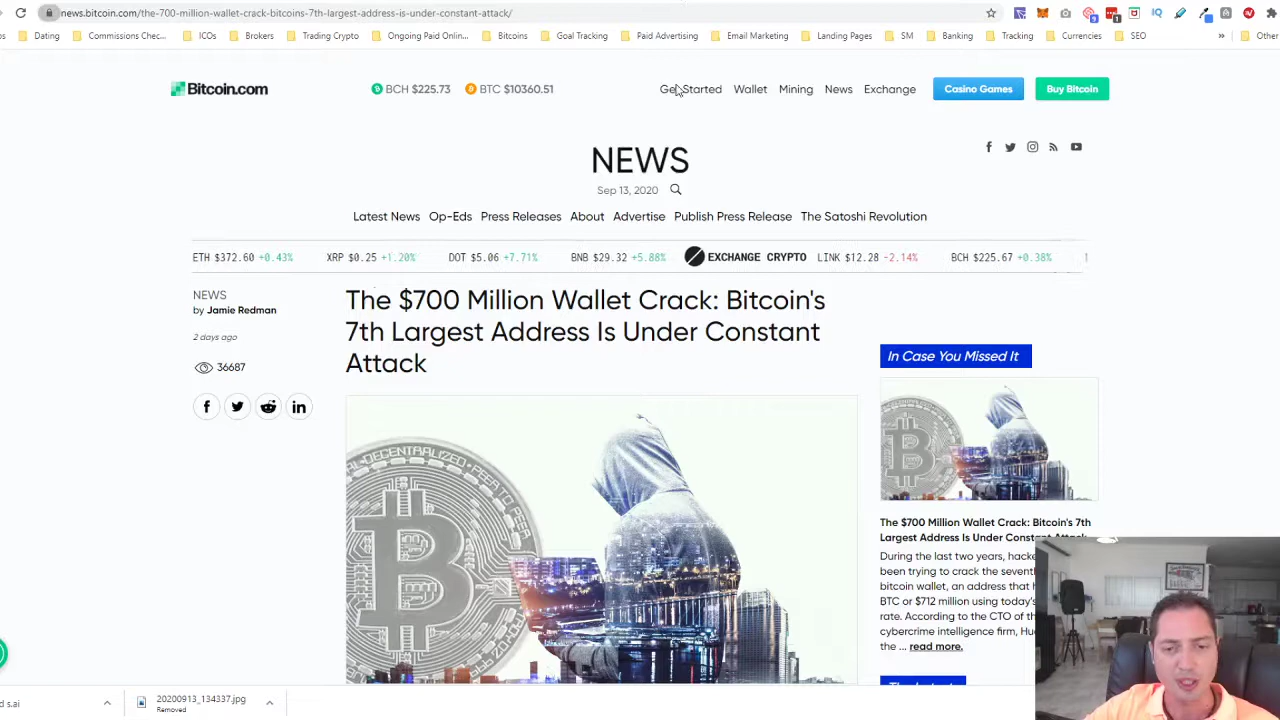 news.bitcoin.com/the-700-million-wallet-crack-bitcoins-7th-largest-address-is-under-constant-attack/
Dating
Commissions Chec...
ICOs
Brokers
Trading Crypto
Ongoing Paid Onlin...
Bitcoins
Goal Tracking
Paid Advertising
Email Marketing
Landing Pages
SM
Banking
Tracking
Currencies
SEO
»
Other
Bitcoin.com
BCH $225.73
BTC $10360.51
Get Started
Wallet
Mining
News
Exchange
Casino Games
Buy Bitcoin
NEWS
Sep 13, 2020
Latest News
Op-Eds
Press Releases
About
Advertise
Publish Press Release
The Satoshi Revolution
ETH $372.60 +0.43%
XRP $0.25 +1.20%
DOT $5.06 +7.71%
BNB $29.32 +5.88%
EXCHANGE CRYPTO
LINK $12.28 -2.14%
BCH $225.67 +0.38%
NEWS
by Jamie Redman
2 days ago
36687
The $700 Million Wallet Crack: Bitcoin's
7th Largest Address Is Under Constant
Attack
DECENTRALIZED
PEER
In Case You Missed It
The $700 Million Wallet Crack: Bitcoin's 7th
Largest Address Is Under Constant Attack
During the last two years, hacke
been trying to crack the sevent
bitcoin wallet, an address that h
BTC or $712 million using today's
rate. According to the CTO of th
cybercrime intelligence firm, Hu
the ... read more.
d s.ai
20200913_134337.jpg
Removed